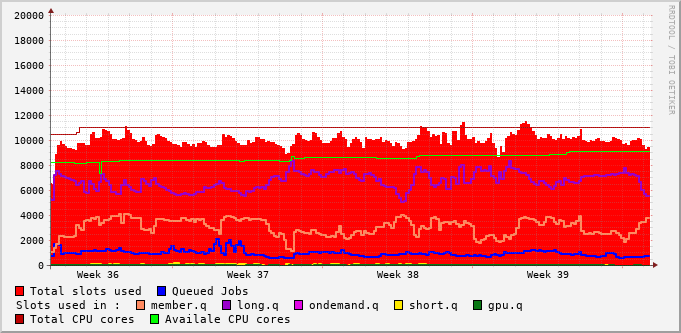 20000
18000
16000
14000
12000
10000
8000
6000
4000
2000
0
Week 36 Week 37 Week 38 Week 39
Total slots used Queued Jobs
Slots used in : member.q long.q ondemand.q short.q gpu.q
Total CPU cores Availale CPU cores
RRDTOOL / TOBI OETIKER